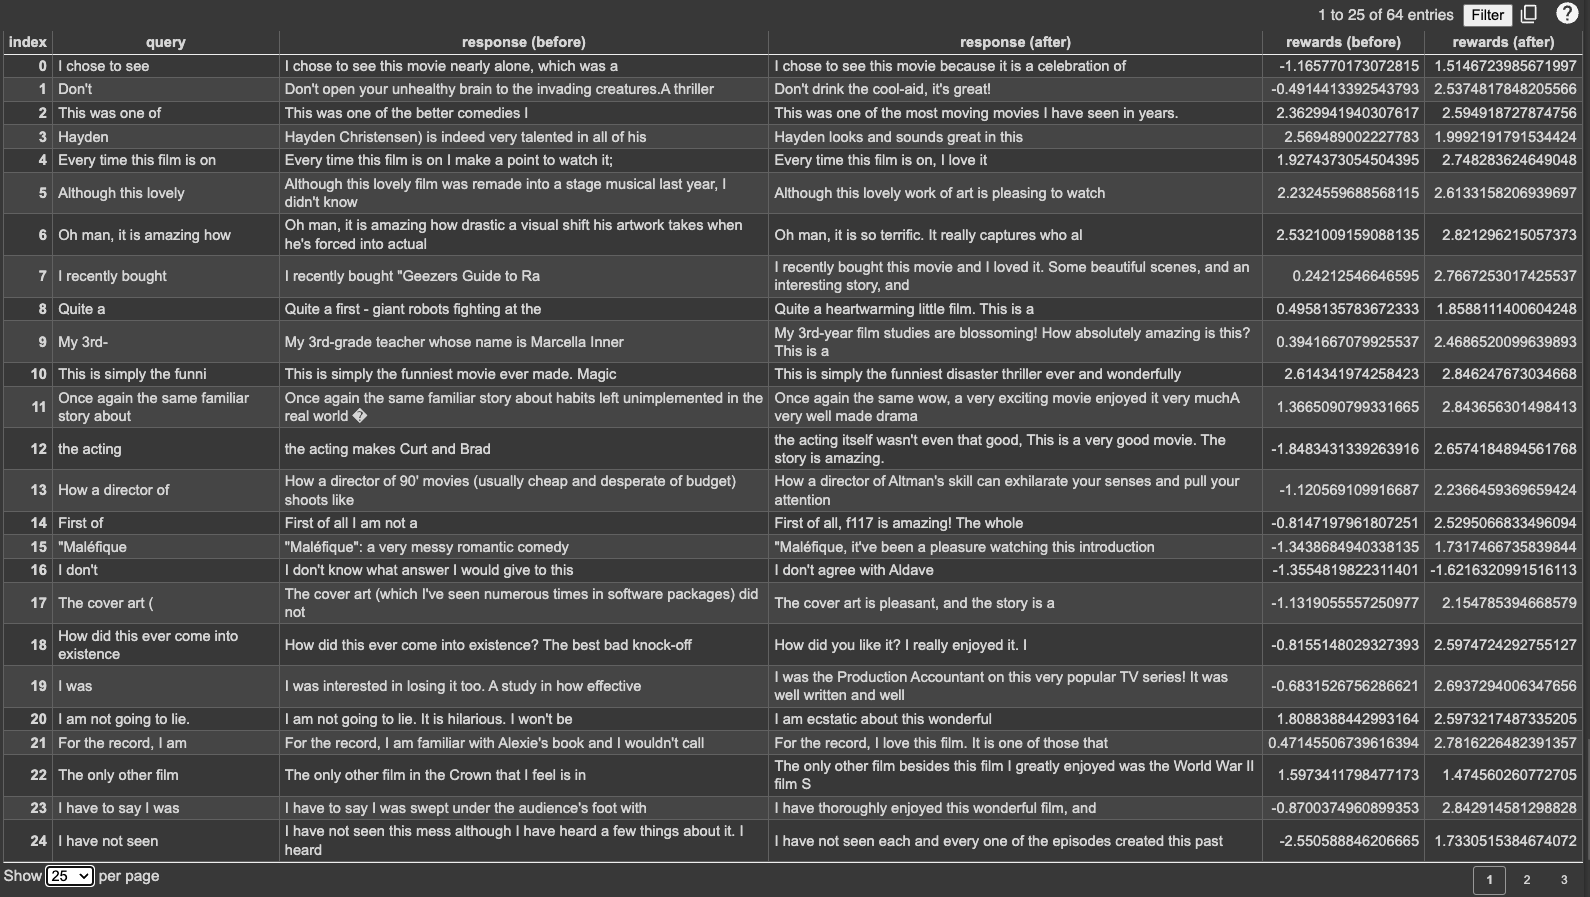 1 to 25 of 64 entries Filter ?
index query response (before) response (after) rewards (before) rewards (after)
0 I chose to see I chose to see this movie nearly alone, which was a I chose to see this movie because it is a celebration of -1.165770173072815 1.5146723985671997
1 Don't Don't open your unhealthy brain to the invading creatures.A thriller Don't drink the cool-aid, it's great! -0.4914413392543793 2.5374817848205566
2 This was one of This was one of the better comedies I This was one of the most moving movies I have seen in years. 2.3629941940307617 2.594918727874756
3 Hayden Hayden Christensen) is indeed very talented in all of his Hayden looks and sounds great in this 2.569489002227783 1.9992191791534424
4 Every time this film is on Every time this film is on I make a point to watch it; Every time this film is on, I love it 1.9274373054504395 2.748283624649048
5 Although this lovely Although this lovely film was remade into a stage musical last year, I
didn't know Although this lovely work of art is pleasing to watch 2.2324559688568115 2.6133158206939697
6 Oh man, it is amazing how Oh man, it is amazing how drastic a visual shift his artwork takes when
he's forced into actual Oh man, it is so terrific. It really captures who al 2.5321009159088135 2.821296215057373
7 I recently bought I recently bought "Geezers Guide to Ra I recently bought this movie and I loved it. Some beautiful scenes, and an
interesting story, and 0.24212546646595 2.7667253017425537
8 Quite a Quite a first - giant robots fighting at the Quite a heartwarming little film. This is a 0.4958135783672333 1.8588111400604248
9 My 3rd- My 3rd-grade teacher whose name is Marcella Inner My 3rd-year film studies are blossoming! How absolutely amazing is this?
This is a 0.3941667079925537 2.4686520099639893
10 This is simply the funni This is simply the funniest movie ever made. Magic This is simply the funniest disaster thriller ever and wonderfully 2.614341974258423 2.846247673034668
11 Once again the same familiar
story about Once again the same familiar story about habits left unimplemented in the
real world � Once again the same wow, a very exciting movie enjoyed it very muchA
very well made drama 1.3665090799331665 2.843656301498413
12 the acting the acting makes Curt and Brad the acting itself wasn't even that good, This is a very good movie. The
story is amazing. -1.8483431339263916 2.6574184894561768
13 How a director of How a director of 90' movies (usually cheap and desperate of budget)
shoots like How a director of Altman's skill can exhilarate your senses and pull your
attention -1.120569109916687 2.2366459369659424
14 First of First of all I am not a First of all, f117 is amazing! The whole -0.8147197961807251 2.5295066833496094
15 "Maléfique "Maléfique": a very messy romantic comedy "Maléfique, it've been a pleasure watching this introduction -1.3438684940338135 1.7317466735839844
16 I don't I don't know what answer I would give to this I don't agree with Aldave -1.3554819822311401 -1.6216320991516113
17 The cover art ( The cover art (which I've seen numerous times in software packages) did
not The cover art is pleasant, and the story is a -1.1319055557250977 2.154785394668579
18 How did this ever come into
existence How did this ever come into existence? The best bad knock-off How did you like it? I really enjoyed it. I -0.8155148029327393 2.5974724292755127
19 I was I was interested in losing it too. A study in how effective I was the Production Accountant on this very popular TV series! It was
well written and well -0.6831526756286621 2.6937294006347656
20 I am not going to lie. I am not going to lie. It is hilarious. I won't be I am ecstatic about this wonderful 1.8088388442993164 2.5973217487335205
21 For the record, I am For the record, I am familiar with Alexie's book and I wouldn't call For the record, I love this film. It is one of those that 0.47145506739616394 2.7816226482391357
22 The only other film The only other film in the Crown that I feel is in The only other film besides this film I greatly enjoyed was the World War II
film S 1.5973411798477173 1.474560260772705
23 I have to say I was I have to say I was swept under the audience's foot with I have thoroughly enjoyed this wonderful film, and -0.8700374960899353 2.842914581298828
24 I have not seen I have not seen this mess although I have heard a few things about it. I
heard I have not seen each and every one of the episodes created this past -2.550588846206665 1.7330515384674072
Show 25 per page 1 2 3